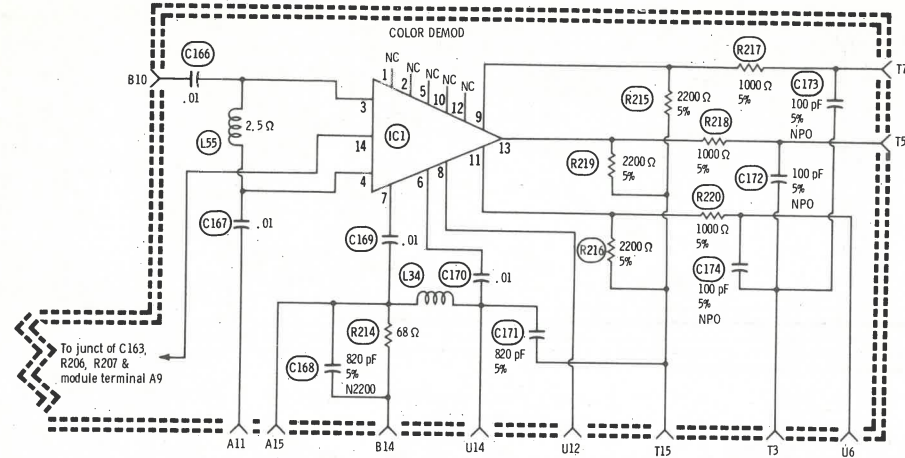 COLOR DEMOD
C166
B10
.01
NC
NC
NC
NC
NC
1
2
5
10
12
9
3
14
4
IC1
13
11
8
6
7
L55
2.5 Ω
C167
.01
R217
1000 Ω
5%
T7
C173
100 pF
5%
NPO
R215
2200 Ω
5%
R218
1000 Ω
5%
T5
R219
2200 Ω
5%
C172
100 pF
5%
NPO
R220
1000 Ω
5%
R216
2200 Ω
5%
C174
100 pF
5%
NPO
C169
.01
L34
C170
.01
R214
68 Ω
C168
820 pF
5%
N2200
C171
820 pF
5%
To junct of C163,
R206, R207 &
module terminal A9
A11
A15
B14
U14
U12
T15
T3
U6